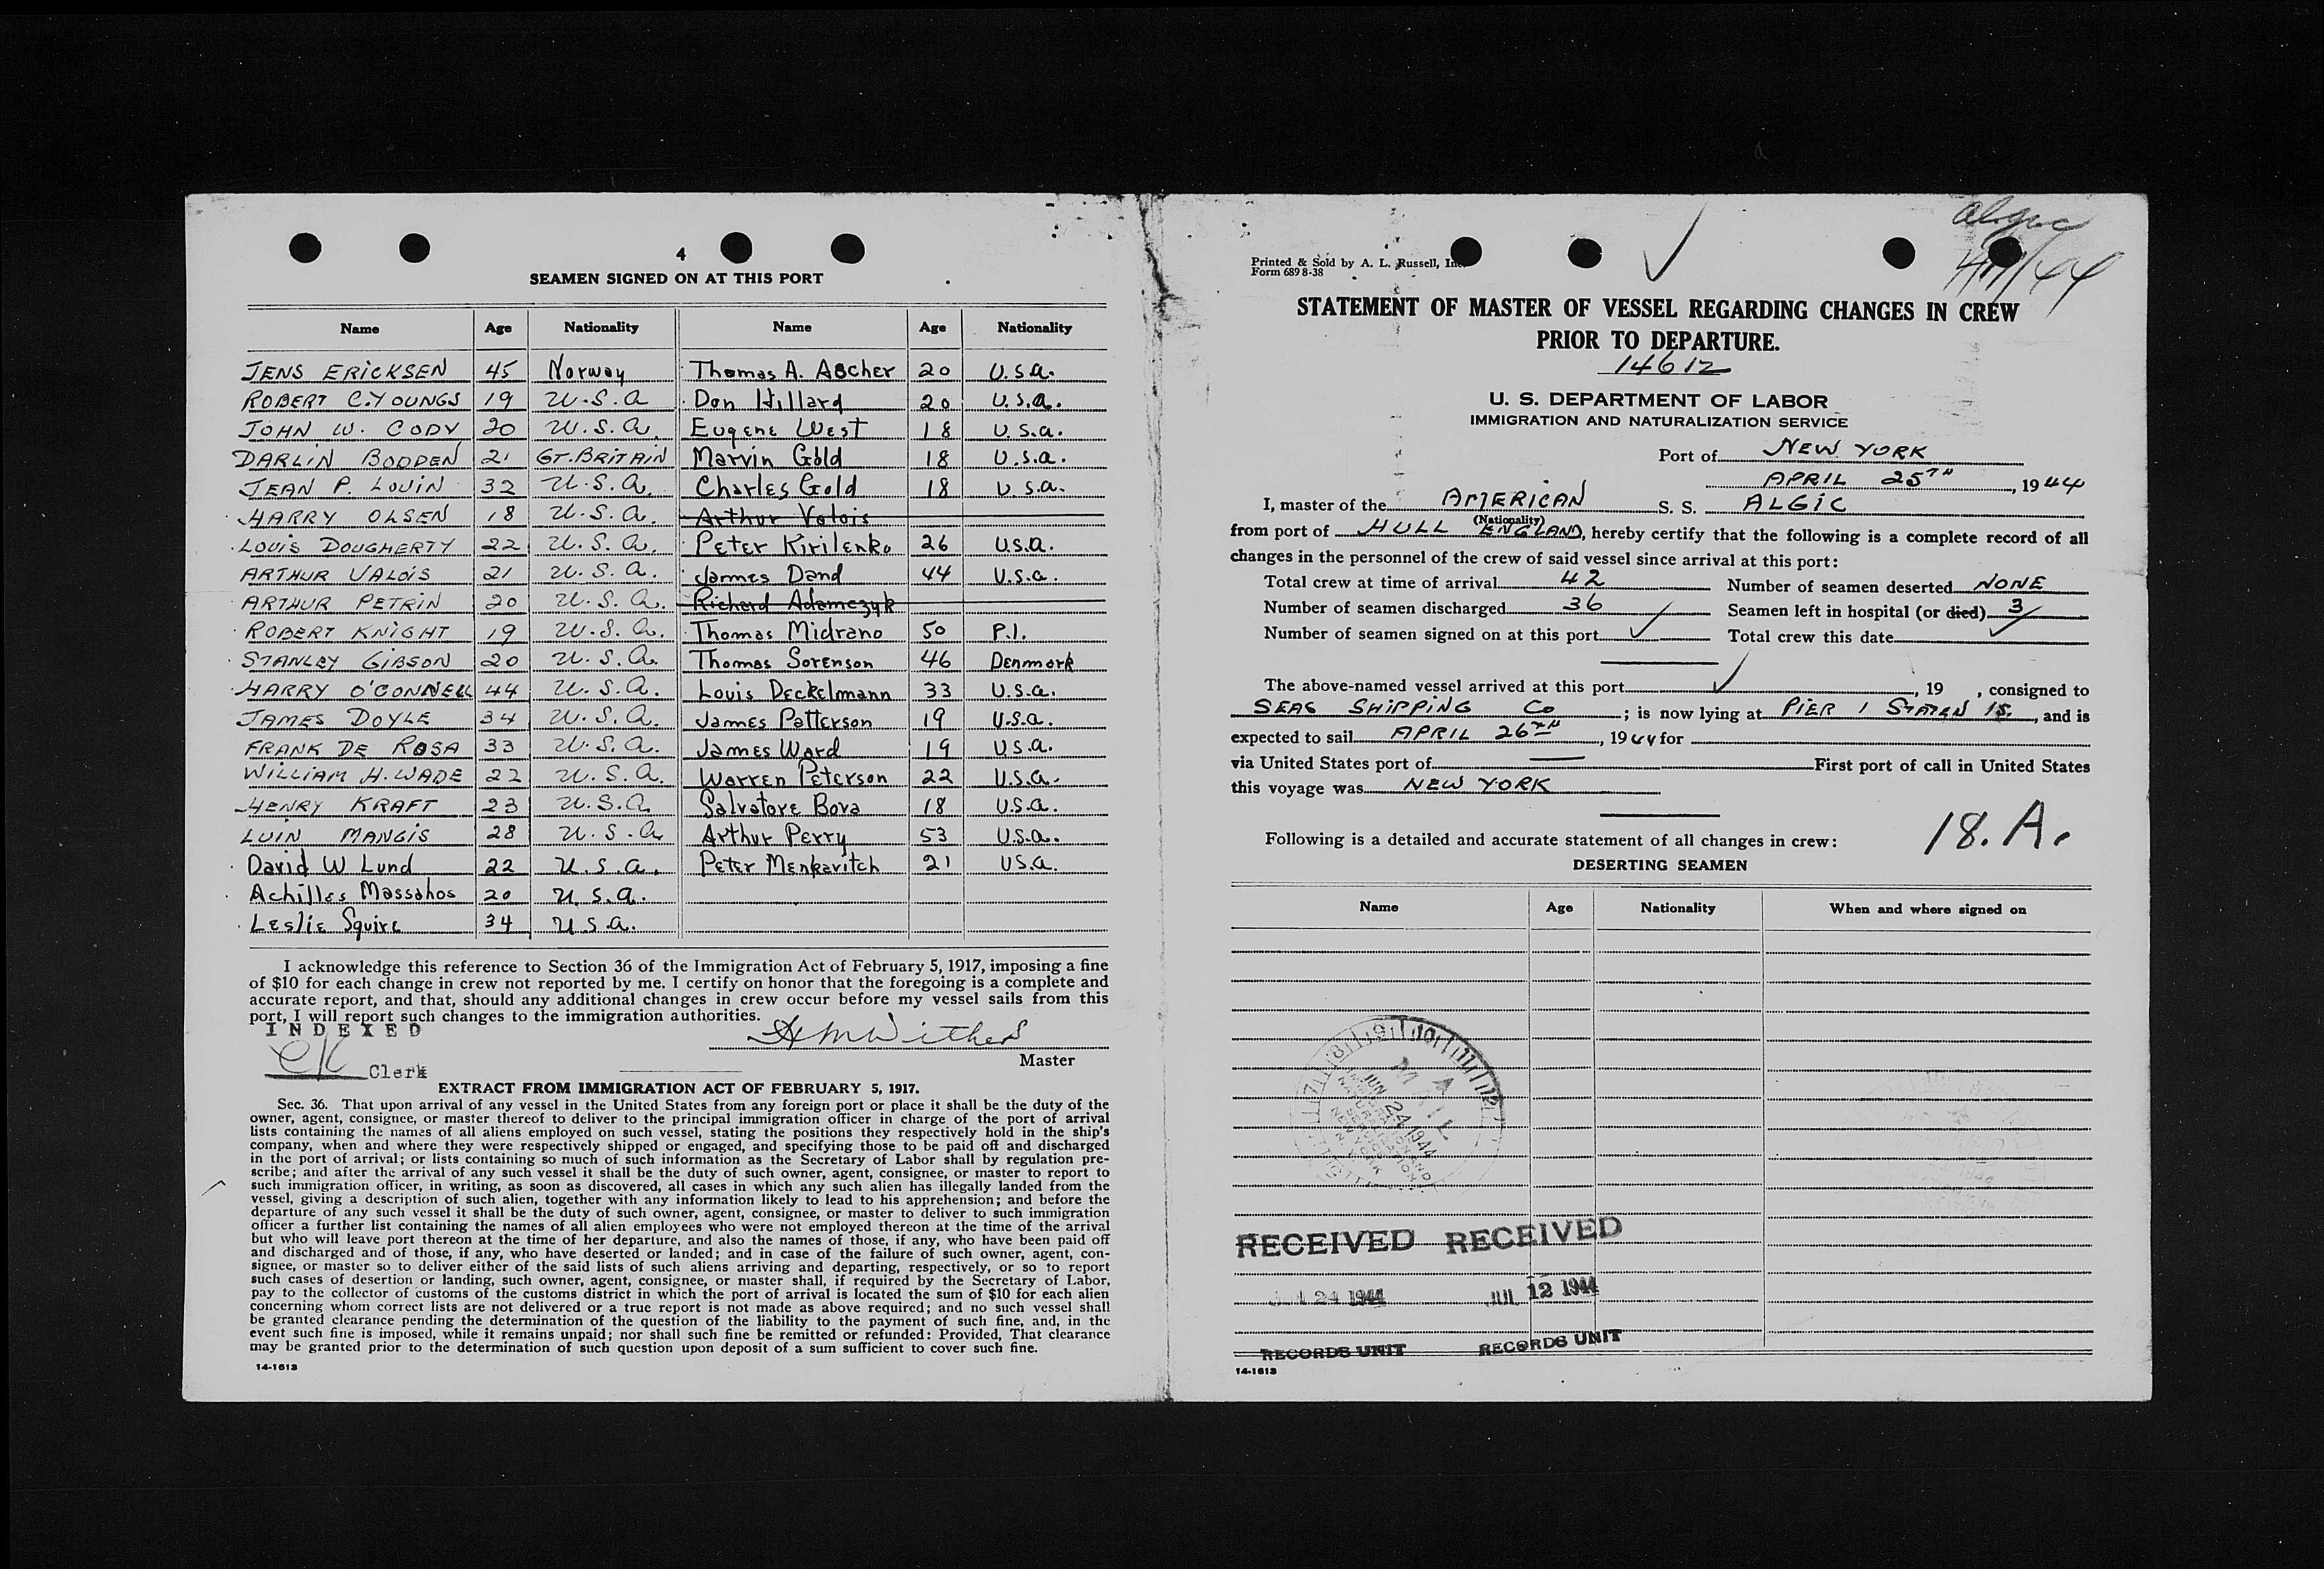 4
SEAMEN SIGNED ON AT THIS PORT
Name Age Nationality Name Age Nationality
JENS ERICKSEN 45 Norway Thomas A. Ascher 20 U.S.A.
ROBERT C. YOUNGS 19 U.S.A Don Hillard 20 U.S.A.
JOHN W. CODY 20 U.S.A. Eugene West 18 U.S.A.
DARLIN BODDEN 21 GT. BRITAIN Marvin Gold 18 U.S.A.
JEAN P. LOUIN 32 U.S.A. Charles Gold 18 U S.A.
HARRY OLSEN 18 U.S.A. Arthur Valois
LOUIS DOUGHERTY 22 U.S.A. Peter Kirilenko 26 U.S.A.
ARTHUR VALOIS 21 U.S.A. James Dand 44 U.S.A.
ARTHUR PETRIN 20 U.S.A. Richard Adamczyk
ROBERT KNIGHT 19 U.S.A. Thomas Midrano 50 P.I.
STANLEY GIBSON 20 U.S.A. Thomas Sorenson 46 Denmark
HARRY O'CONNELL 44 U.S.A. Louis Deckelmann 33 U.S.A.
JAMES DOYLE 34 U.S.A. James Patterson 19 U.S.A.
FRANK DE ROSA 33 U.S.A. James Ward 19 U.S.A.
WILLIAM H. WADE 22 U.S.A. Warren Peterson 22 U.S.A.
HENRY KRAFT 23 U.S.A. Salvatore Bova 18 U.S.A.
LUIN MANGIS 28 U.S.A. Arthur Perry 53 U.S.A.
David W Lund 22 U.S.A. Peter Menkavitch 21 U S.A.
Achilles Massahos 20 U.S.A.
Leslie Squire 34 U.S.A.
I acknowledge this reference to Section 36 of the Immigration Act of February 5, 1917, imposing a fine
of $10 for each change in crew not reported by me. I certify on honor that the foregoing is a complete and
accurate report, and that, should any additional changes in crew occur before my vessel sails from this
port, I will report such changes to the immigration authorities.
INDEXED
CK Clerk
Master
EXTRACT FROM IMMIGRATION ACT OF FEBRUARY 5, 1917.
Sec. 36. That upon arrival of any vessel in the United States from any foreign port or place it shall be the duty of the
owner, agent, consignee, or master thereof to deliver to the principal immigration officer in charge of the port of arrival
lists containing the names of all aliens employed on such vessel, stating the positions they respectively hold in the ship's
company, when and where they were respectively shipped or engaged, and specifying those to be paid off and discharged
in the port of arrival; or lists containing so much of such information as the Secretary of Labor shall by regulation pre-
scribe; and after the arrival of any such vessel it shall be the duty of such owner, agent, consignee, or master to report to
such immigration officer, in writing, as soon as discovered, all cases in which any such alien has illegally landed from the
vessel, giving a description of such alien, together with any information likely to lead to his apprehension; and before the
departure of any such vessel it shall be the duty of such owner, agent, consignee, or master to deliver to such immigration
officer a further list containing the names of all alien employees who were not employed thereon at the time of the arrival
but who will leave port thereon at the time of her departure, and also the names of those, if any, who have been paid off
and discharged and of those, if any, who have deserted or landed; and in case of the failure of such owner, agent, con-
signee, or master so to deliver either of the said lists of such aliens arriving and departing, respectively, or so to report
such cases of desertion or landing, such owner, agent, consignee, or master shall, if required by the Secretary of Labor,
pay to the collector of customs of the customs district in which the port of arrival is located the sum of $10 for each alien
concerning whom correct lists are not delivered or a true report is not made as above required; and no such vessel shall
be granted clearance pending the determination of the question of the liability to the payment of such fine, and, in the
event such fine is imposed, while it remains unpaid; nor shall such fine be remitted or refunded: Provided, That clearance
may be granted prior to the determination of such question upon deposit of a sum sufficient to cover such fine.
14-1613
Algic
Printed & Sold by A. L. Russell, Inc.
Form 689 8-38
STATEMENT OF MASTER OF VESSEL REGARDING CHANGES IN CREW
PRIOR TO DEPARTURE.
14612
U. S. DEPARTMENT OF LABOR
IMMIGRATION AND NATURALIZATION SERVICE
Port of NEW YORK
APRIL 25TH, 1944
I, master of the AMERICAN S. S. ALGIC
(Nationality)
from port of HULL ENGLAND, hereby certify that the following is a complete record of all
changes in the personnel of the crew of said vessel since arrival at this port:
Total crew at time of arrival 42 Number of seamen deserted NONE
Number of seamen discharged 36 Seamen left in hospital (or died) 3
Number of seamen signed on at this port Total crew this date
The above-named vessel arrived at this port , 19 , consigned to
SEAS SHIPPING Co ; is now lying at PIER 1 STATEN IS. , and is
expected to sail APRIL 26TH, 1944 for
via United States port of First port of call in United States
this voyage was NEW YORK
18. A.
Following is a detailed and accurate statement of all changes in crew:
DESERTING SEAMEN
Name Age Nationality When and where signed on
MAIL
JUN 24 1944
RECEIVED RECEIVED
24 1944 JUL 12 1944
RECORDS UNIT RECORDS UNIT
14-1613